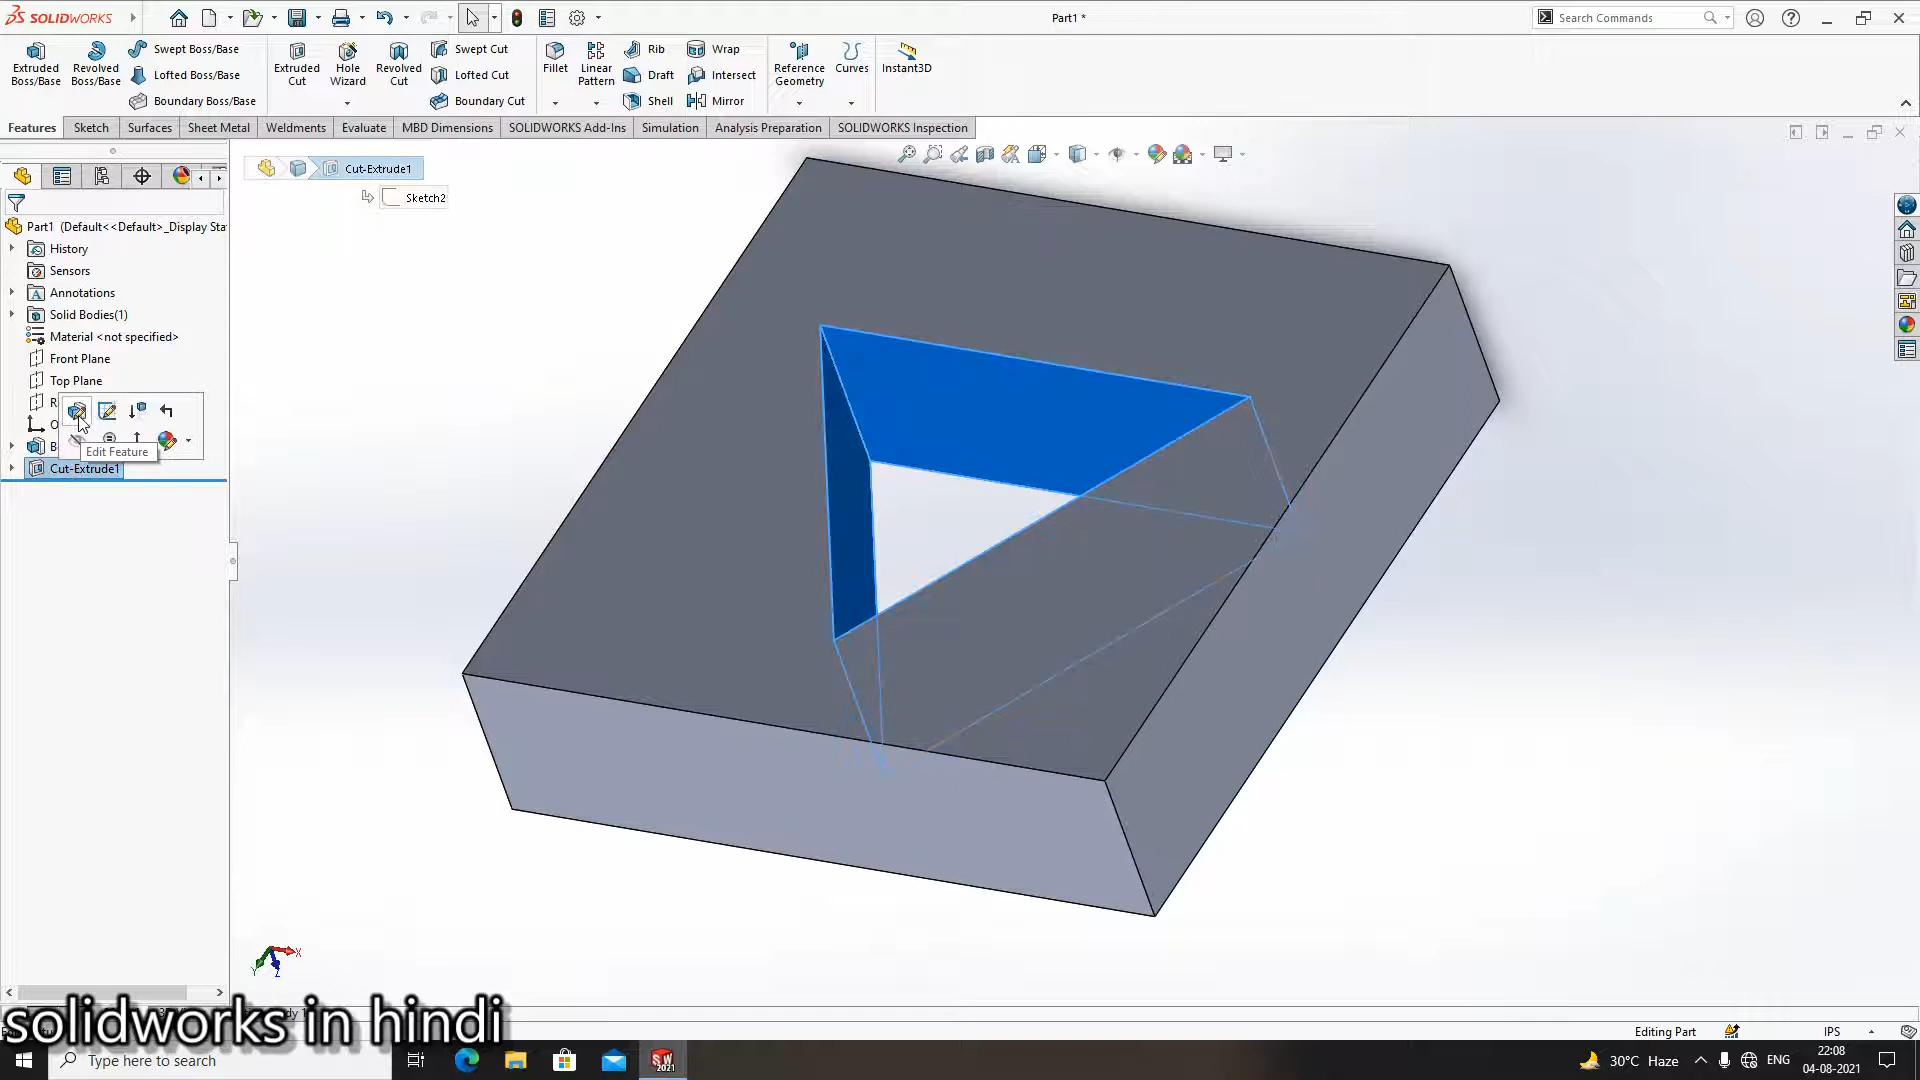 SOLIDWORKS
Part1 *
Search Commands
Extruded Boss/Base
Revolved Boss/Base
Swept Boss/Base
Lofted Boss/Base
Boundary Boss/Base
Extruded Cut
Hole Wizard
Revolved Cut
Swept Cut
Lofted Cut
Boundary Cut
Fillet
Linear Pattern
Rib
Draft
Shell
Wrap
Intersect
Mirror
Reference Geometry
Curves
Instant3D
Features
Sketch
Surfaces
Sheet Metal
Weldments
Evaluate
MBD Dimensions
SOLIDWORKS Add-Ins
Simulation
Analysis Preparation
SOLIDWORKS Inspection
Cut-Extrude1
Sketch2
Part1 (Default<<Default>_Display Sta
History
Sensors
Annotations
Solid Bodies(1)
Material <not specified>
Front Plane
Top Plane
R
O
B
Edit Feature
Cut-Extrude1
X
Y
Z
solidworks in hindi
Editing Part
IPS
Type here to search
SW
2021
30°C Haze
ENG
22:08
04-08-2021